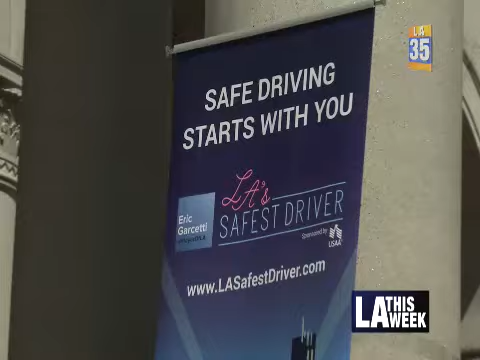 LA
35
SAFE DRIVING
STARTS WITH YOU
LA's
SAFEST DRIVER
Eric
Garcetti
Sponsored by
USAA
www.LASafestDriver.com
LA THIS
WEEK